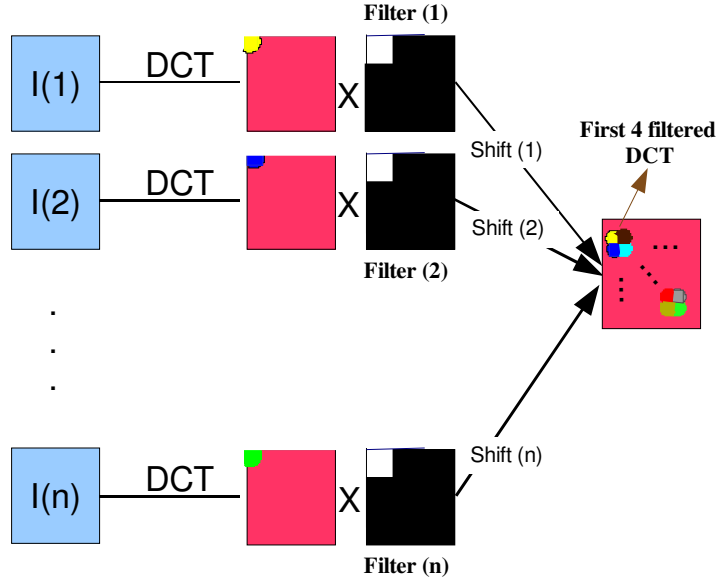 Filter (1)
I(1)
DCT
X
Shift (1)
First 4 filtered
DCT
I(2)
DCT
X
Shift (2)
Filter (2)
...
...
...
.
.
.
I(n)
DCT
X
Shift (n)
Filter (n)